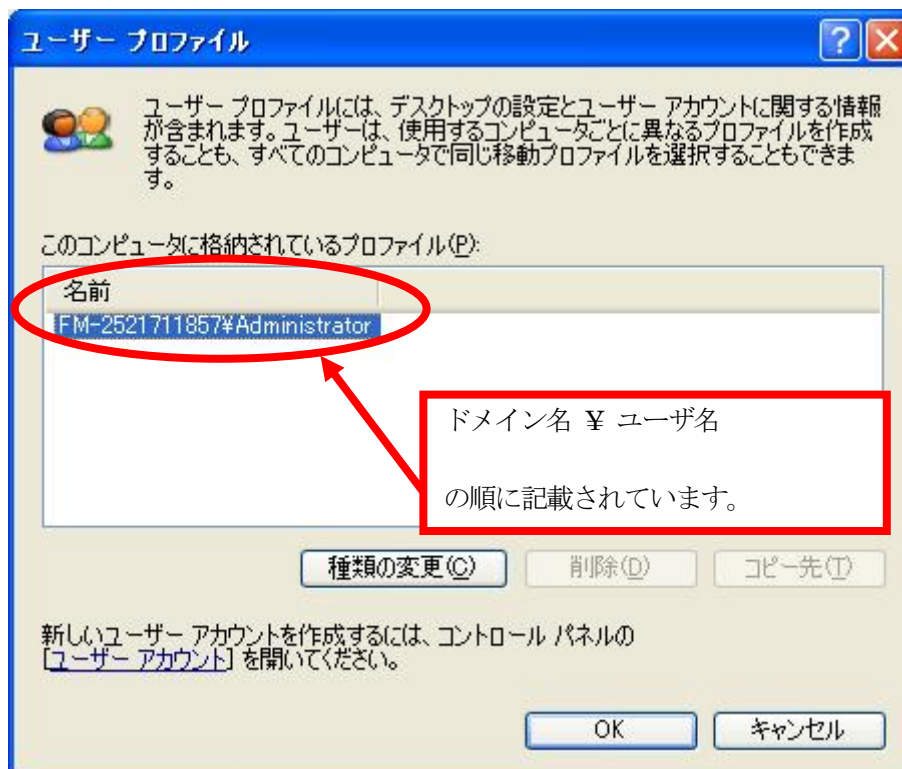 ユーザー プロファイル
ユーザー プロファイルには、デスクトップの設定とユーザー アカウントに関する情報
が含まれます。ユーザーは、使用するコンピュータごとに異なるプロファイルを作成
することも、すべてのコンピュータで同じ移動プロファイルを選択することもできま
す。
このコンピュータに格納されているプロファイル(P):
名前
FM-2521711857¥Administrator
ドメイン名 ¥ ユーザ名
の順に記載されています。
種類の変更(C)
削除(D)
コピー先(T)
新しいユーザー アカウントを作成するには、コントロール パネルの
[ユーザー アカウント] を開いてください。
OK
キャンセル